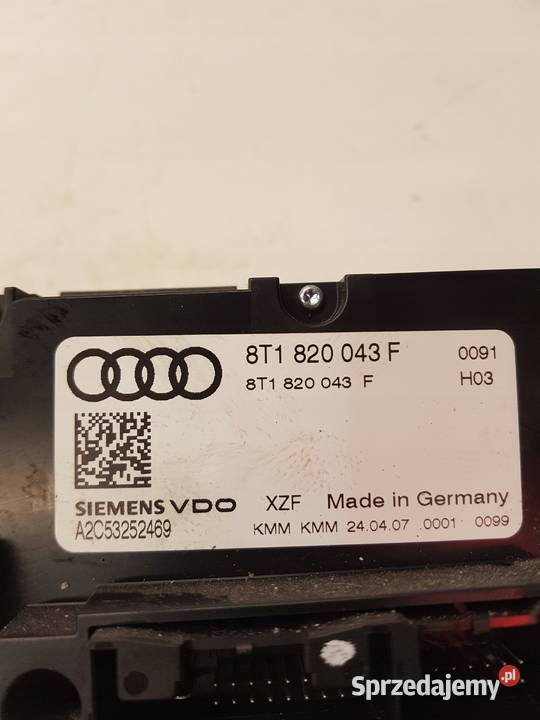 8T1 820 043 F 0091
8T1 820 043 F H03
SIEMENS VDO XZF Made in Germany
A2C53252469 KMM KMM 24.04.07 0001 0099
Sprzedajemy.pl